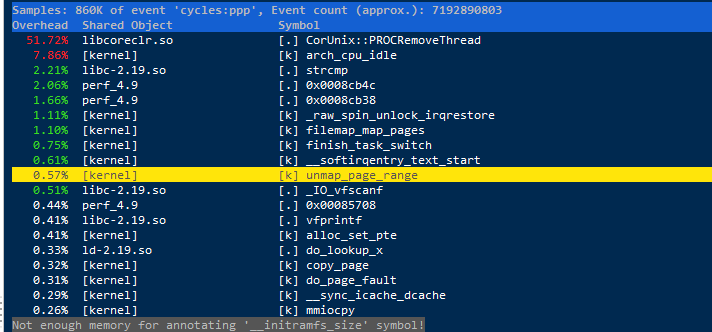 Samples: 860K of event 'cycles:ppp', Event count (approx.): 7192890803
Overhead Shared Object Symbol
51.72% libcoreclr.so [.] CorUnix::PROCRemoveThread
7.86% [kernel] [k] arch_cpu_idle
2.21% libc-2.19.so [.] strcmp
2.06% perf_4.9 [.] 0x0008cb4c
1.66% perf_4.9 [.] 0x0008cb38
1.11% [kernel] [k] _raw_spin_unlock_irqrestore
1.10% [kernel] [k] filemap_map_pages
0.75% [kernel] [k] finish_task_switch
0.61% [kernel] [k] __softirqentry_text_start
0.57% [kernel] [k] unmap_page_range
0.51% libc-2.19.so [.] _IO_vfscanf
0.44% perf_4.9 [.] 0x00085708
0.41% libc-2.19.so [.] vfprintf
0.41% [kernel] [k] alloc_set_pte
0.33% ld-2.19.so [.] do_lookup_x
0.32% [kernel] [k] copy_page
0.31% [kernel] [k] do_page_fault
0.29% [kernel] [k] __sync_icache_dcache
0.26% [kernel] [k] mmiocpy
Not enough memory for annotating '__initramfs_size' symbol!